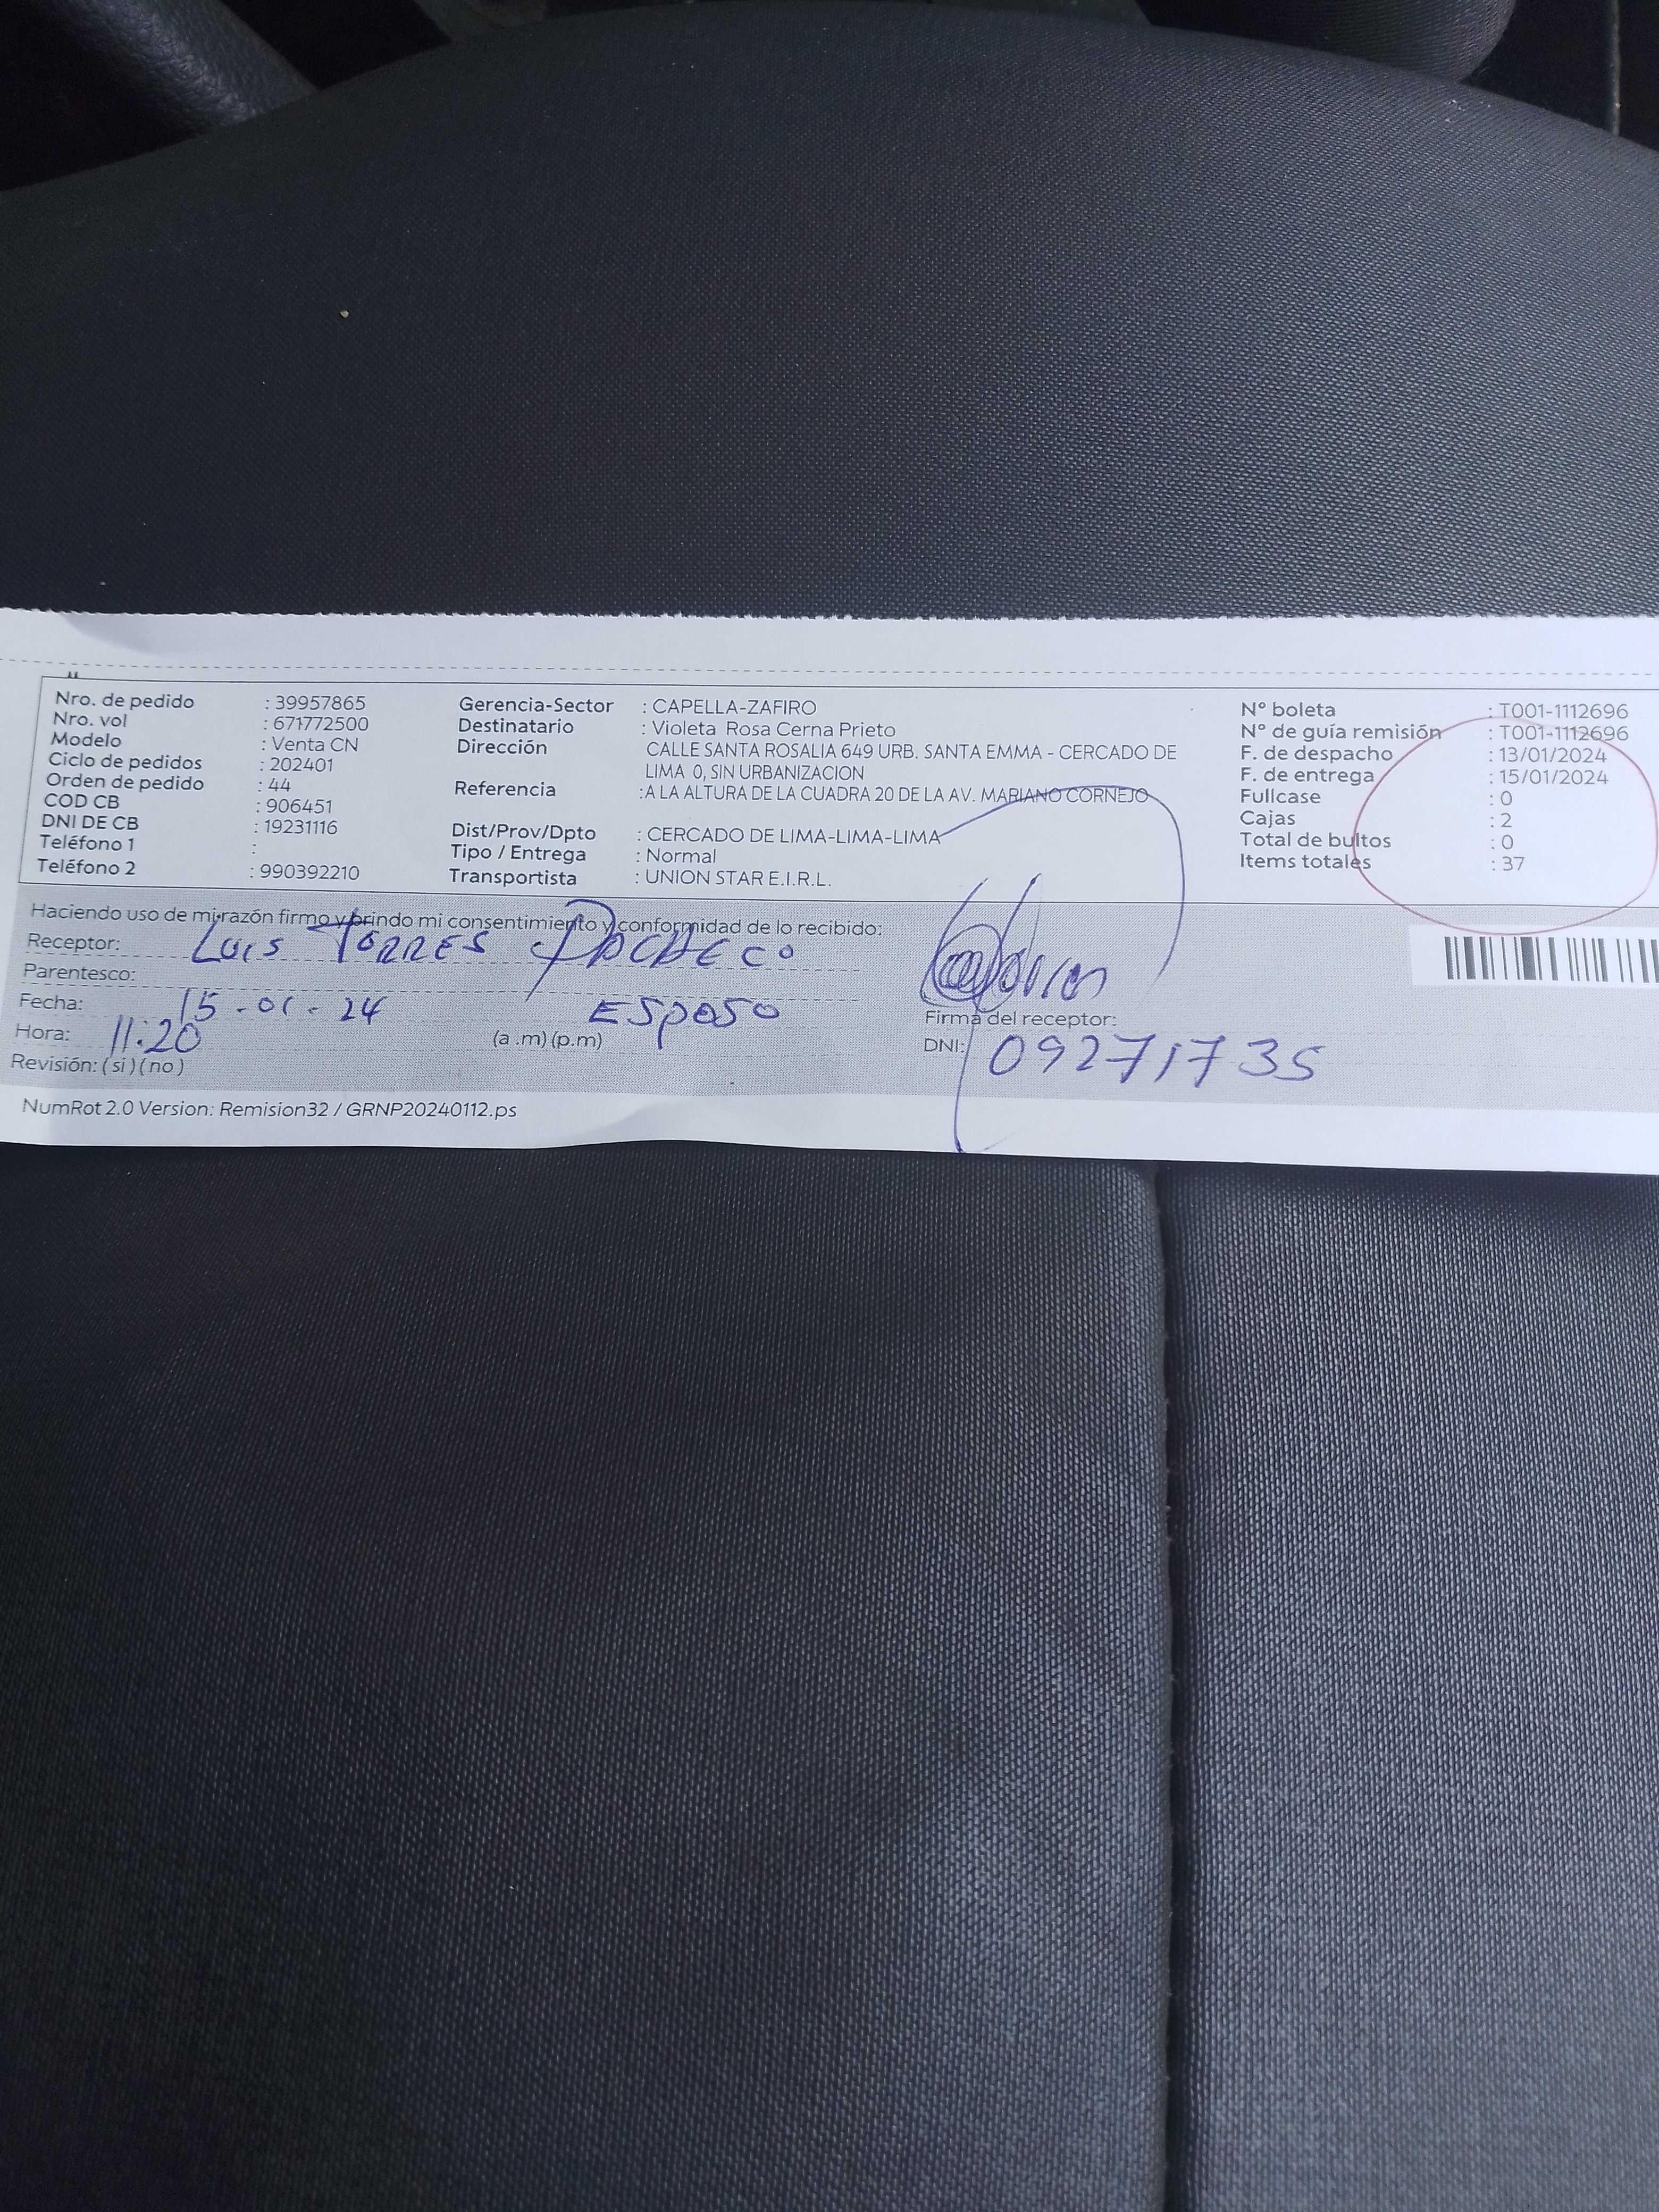 Nro. de pedido : 39957865
Nro. vol : 671772500
Modelo : Venta CN
Ciclo de pedidos : 202401
Orden de pedido : 44
COD CB : 906451
DNI DE CB : 19231116
Teléfono 1 :
Teléfono 2 : 990392210
Gerencia-Sector : CAPELLA-ZAFIRO
Destinatario : Violeta Rosa Cerna Prieto
Dirección CALLE SANTA ROSALIA 649 URB. SANTA EMMA - CERCADO DE
LIMA 0, SIN URBANIZACION
Referencia :A LA ALTURA DE LA CUADRA 20 DE LA AV. MARIANO CORNEJO
Dist/Prov/Dpto : CERCADO DE LIMA-LIMA-LIMA
Tipo / Entrega : Normal
Transportista : UNION STAR E.I.R.L.
N° boleta : T001-1112696
N° de guía remisión : T001-1112696
F. de despacho : 13/01/2024
F. de entrega : 15/01/2024
Fullcase : 0
Cajas : 2
Total de bultos : 0
Items totales : 37
Haciendo uso de mi razón firmo y brindo mi consentimiento y conformidad de lo recibido:
Receptor: LUIS TORRES PACHECO
Parentesco: ESPOSO
Fecha: 15-01-24
Hora: 11:20 (a .m) (p.m)
Revisión: ( si ) ( no )
Firma del receptor:
DNI: 09271735
NumRot 2.0 Version: Remision32 / GRNP20240112.ps